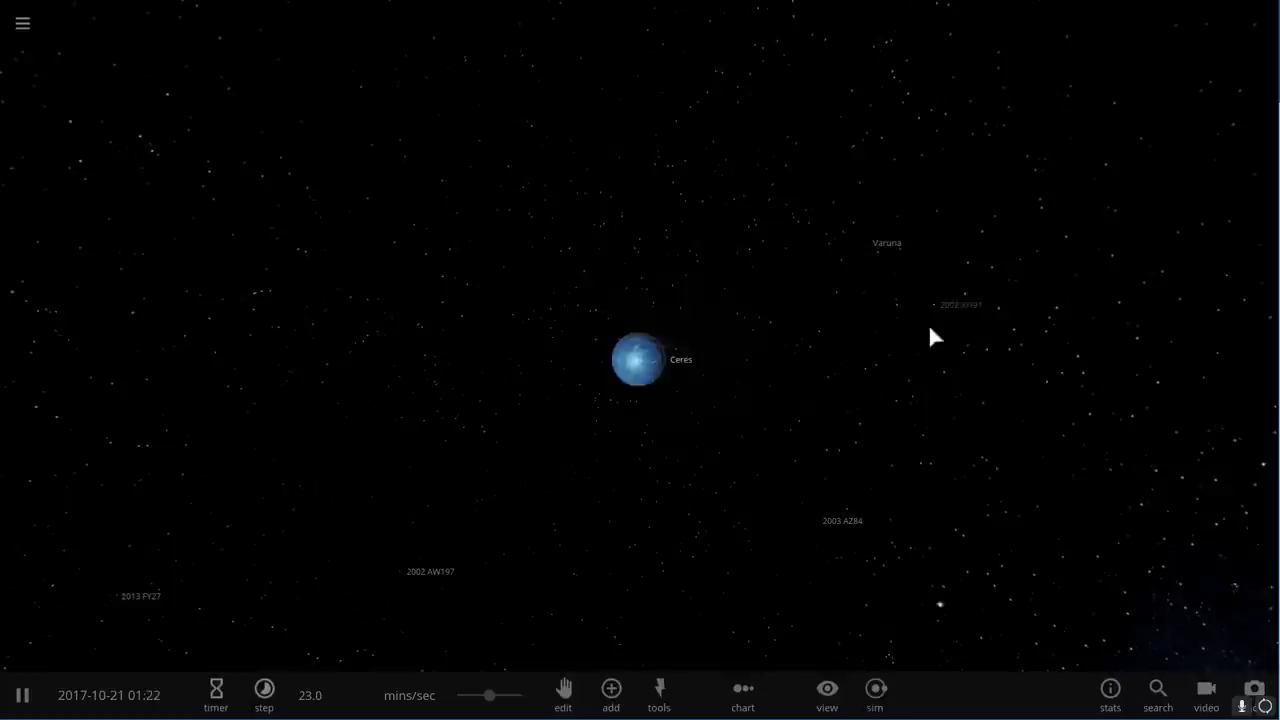 Varuna
Ceres
2003 AZ84
2002 AW197
2013 FY27
2017-10-21 01:22
timer
step
23.0
mins/sec
edit
add
tools
chart
view
sim
stats
search
video